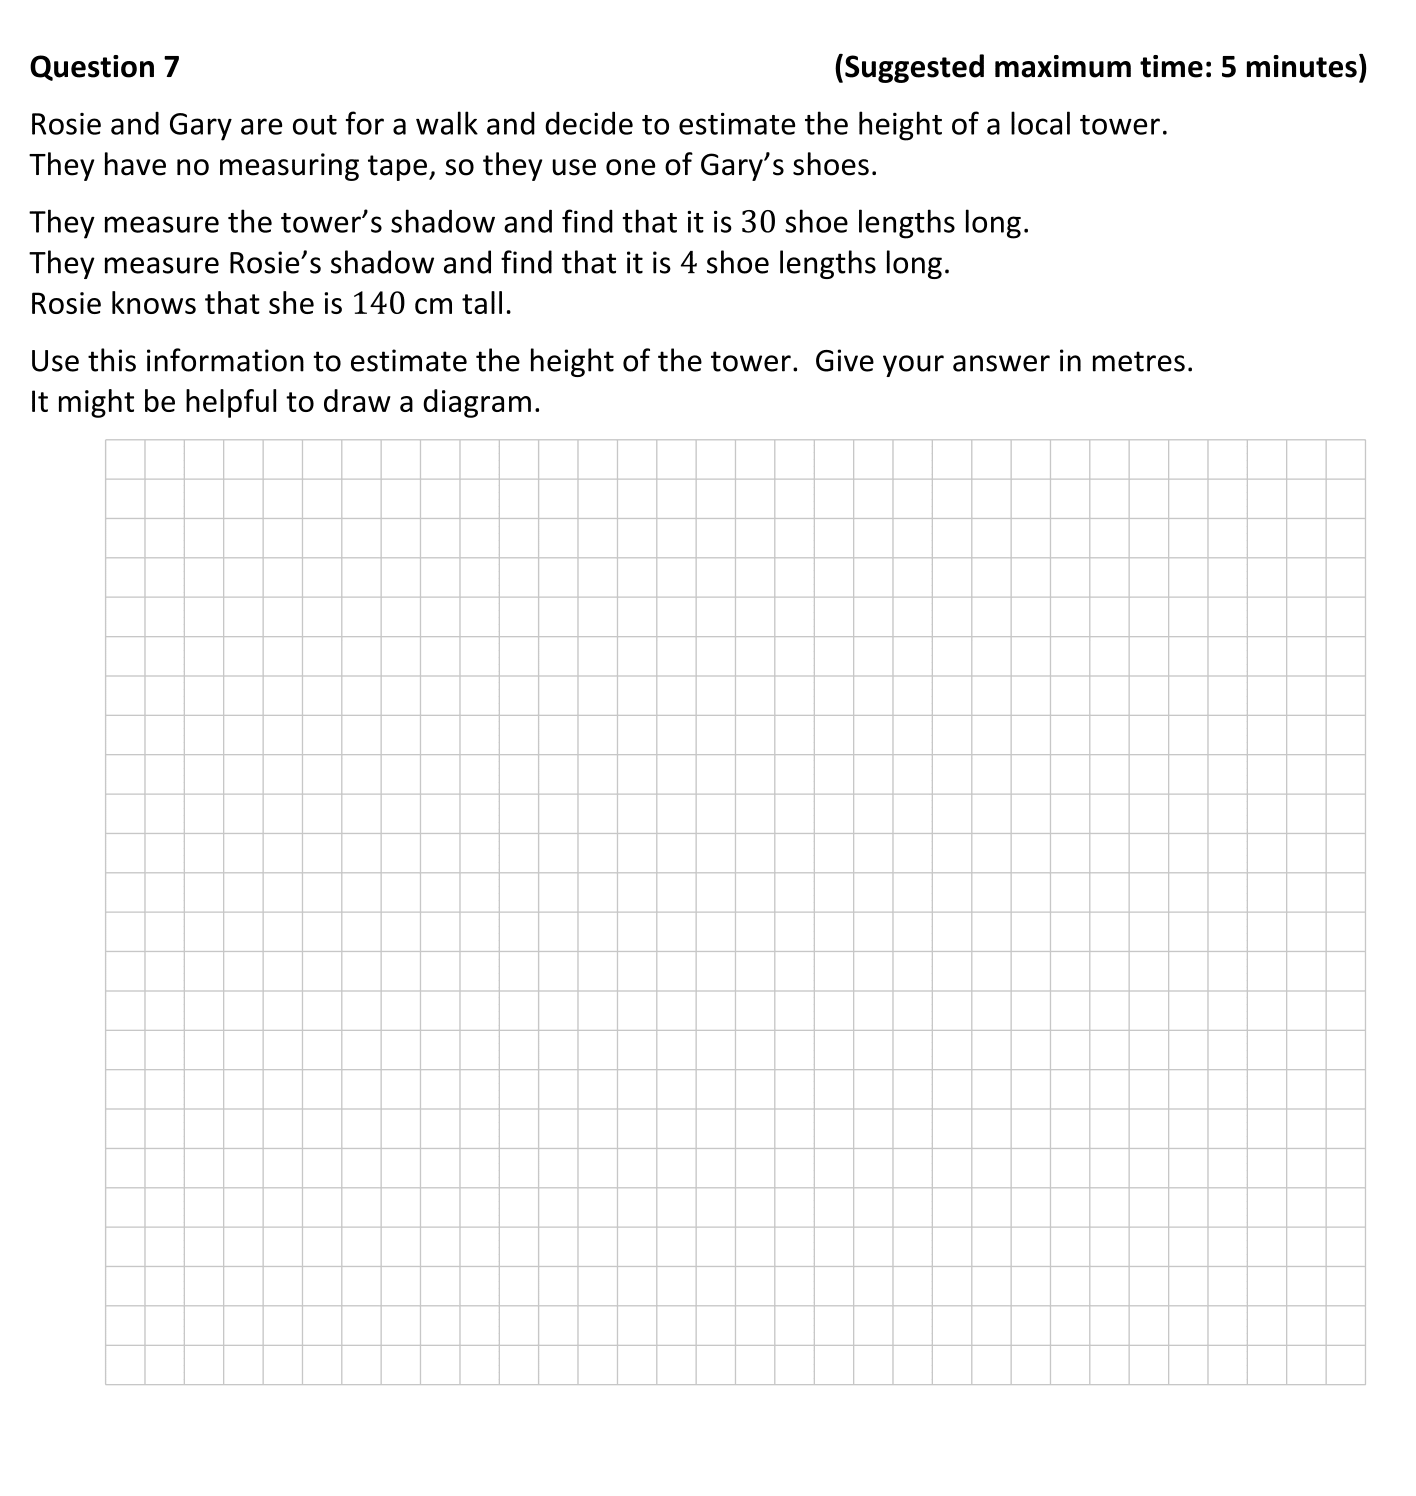 Question 7 (Suggested maximum time: 5 minutes)
Rosie and Gary are out for a walk and decide to estimate the height of a local tower.
They have no measuring tape, so they use one of Gary’s shoes.
They measure the tower’s shadow and find that it is 30 shoe lengths long.
They measure Rosie’s shadow and find that it is 4 shoe lengths long.
Rosie knows that she is 140 cm tall.
Use this information to estimate the height of the tower.  Give your answer in metres.
It might be helpful to draw a diagram.